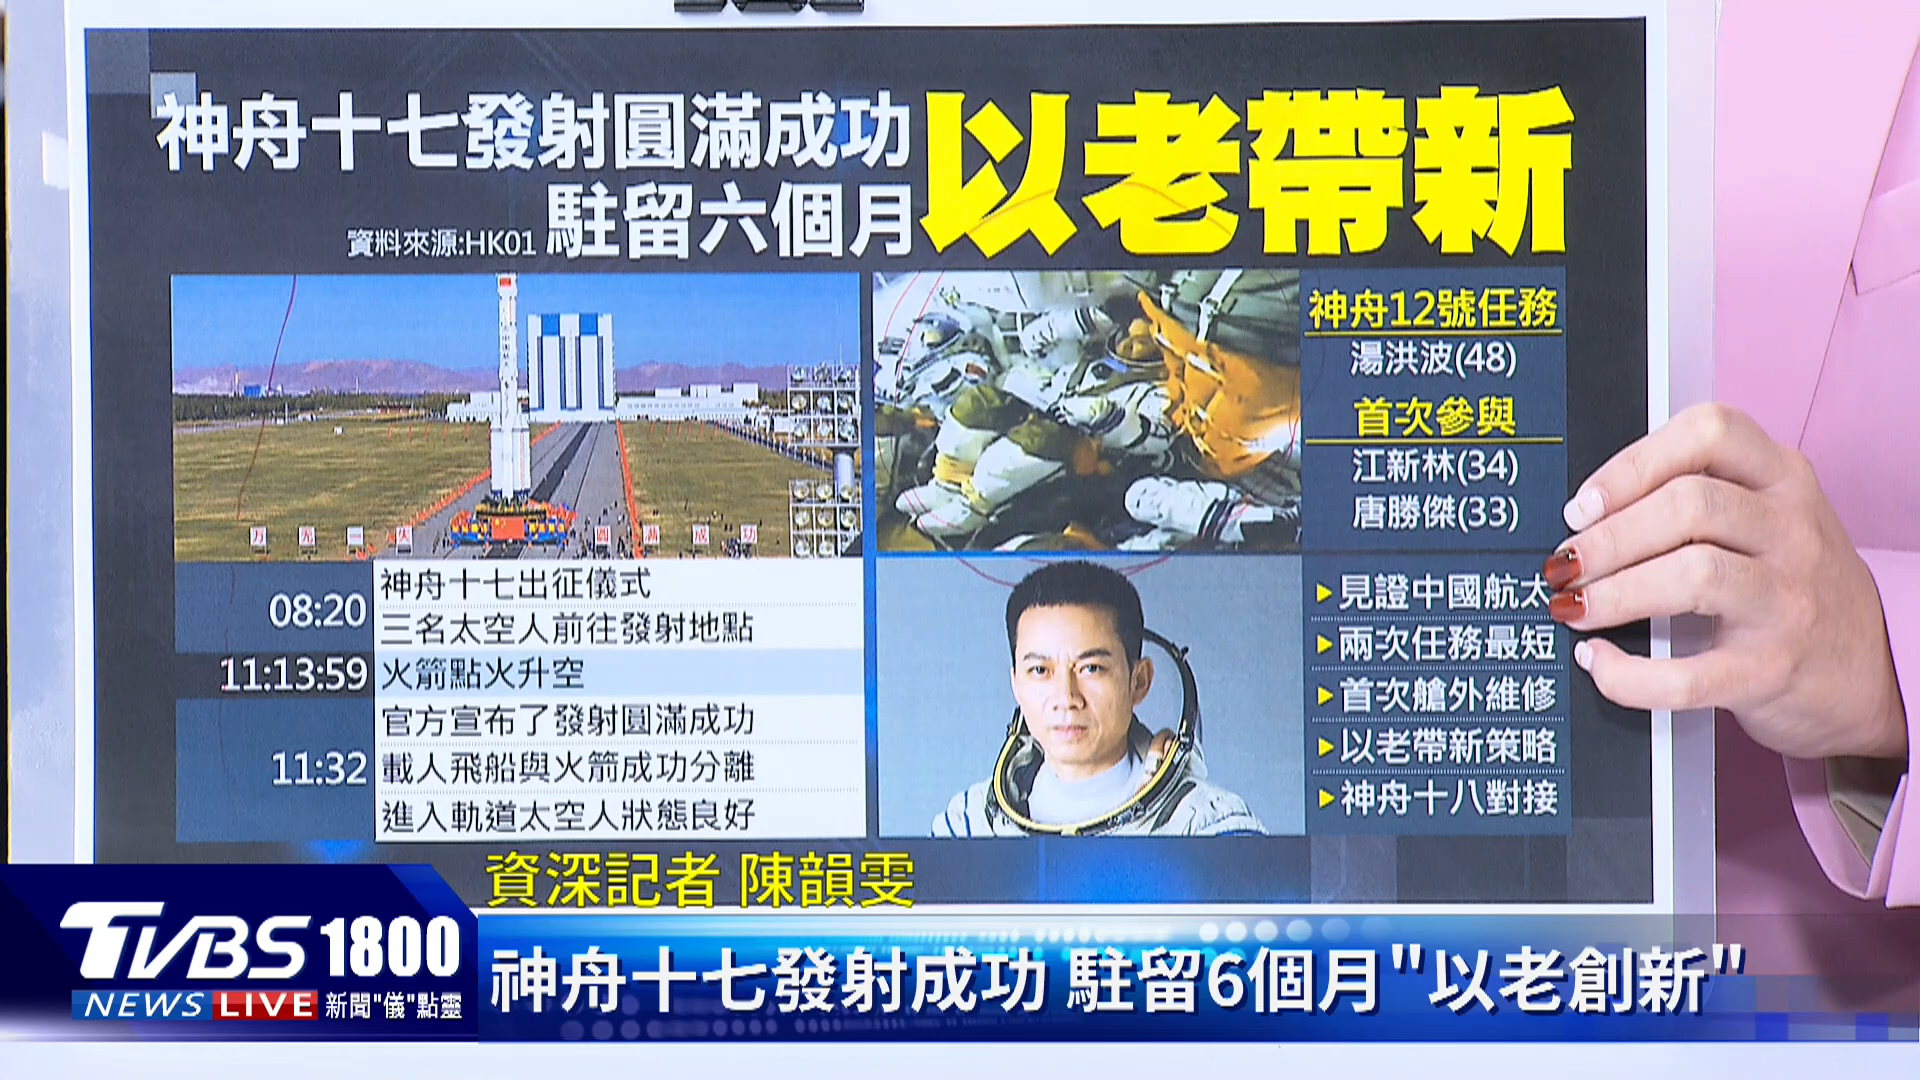 神舟十七發射圓滿成功
駐留六個月
以老帶新
資料來源:HK01
万无一失
圆满成功
08:20
神舟十七出征儀式
三名太空人前往發射地點
11:13:59
火箭點火升空
官方宣布了發射圓滿成功
11:32
載人飛船與火箭成功分離
進入軌道太空人狀態良好
神舟12號任務
湯洪波(48)
首次參與
江新林(34)
唐勝傑(33)
▸見證中國航太
▸兩次任務最短
▸首次艙外維修
▸以老帶新策略
▸神舟十八對接
資深記者 陳韻雯
TVBS 1800
NEWS LIVE 新聞"儀"點靈
神舟十七發射成功 駐留6個月"以老創新"